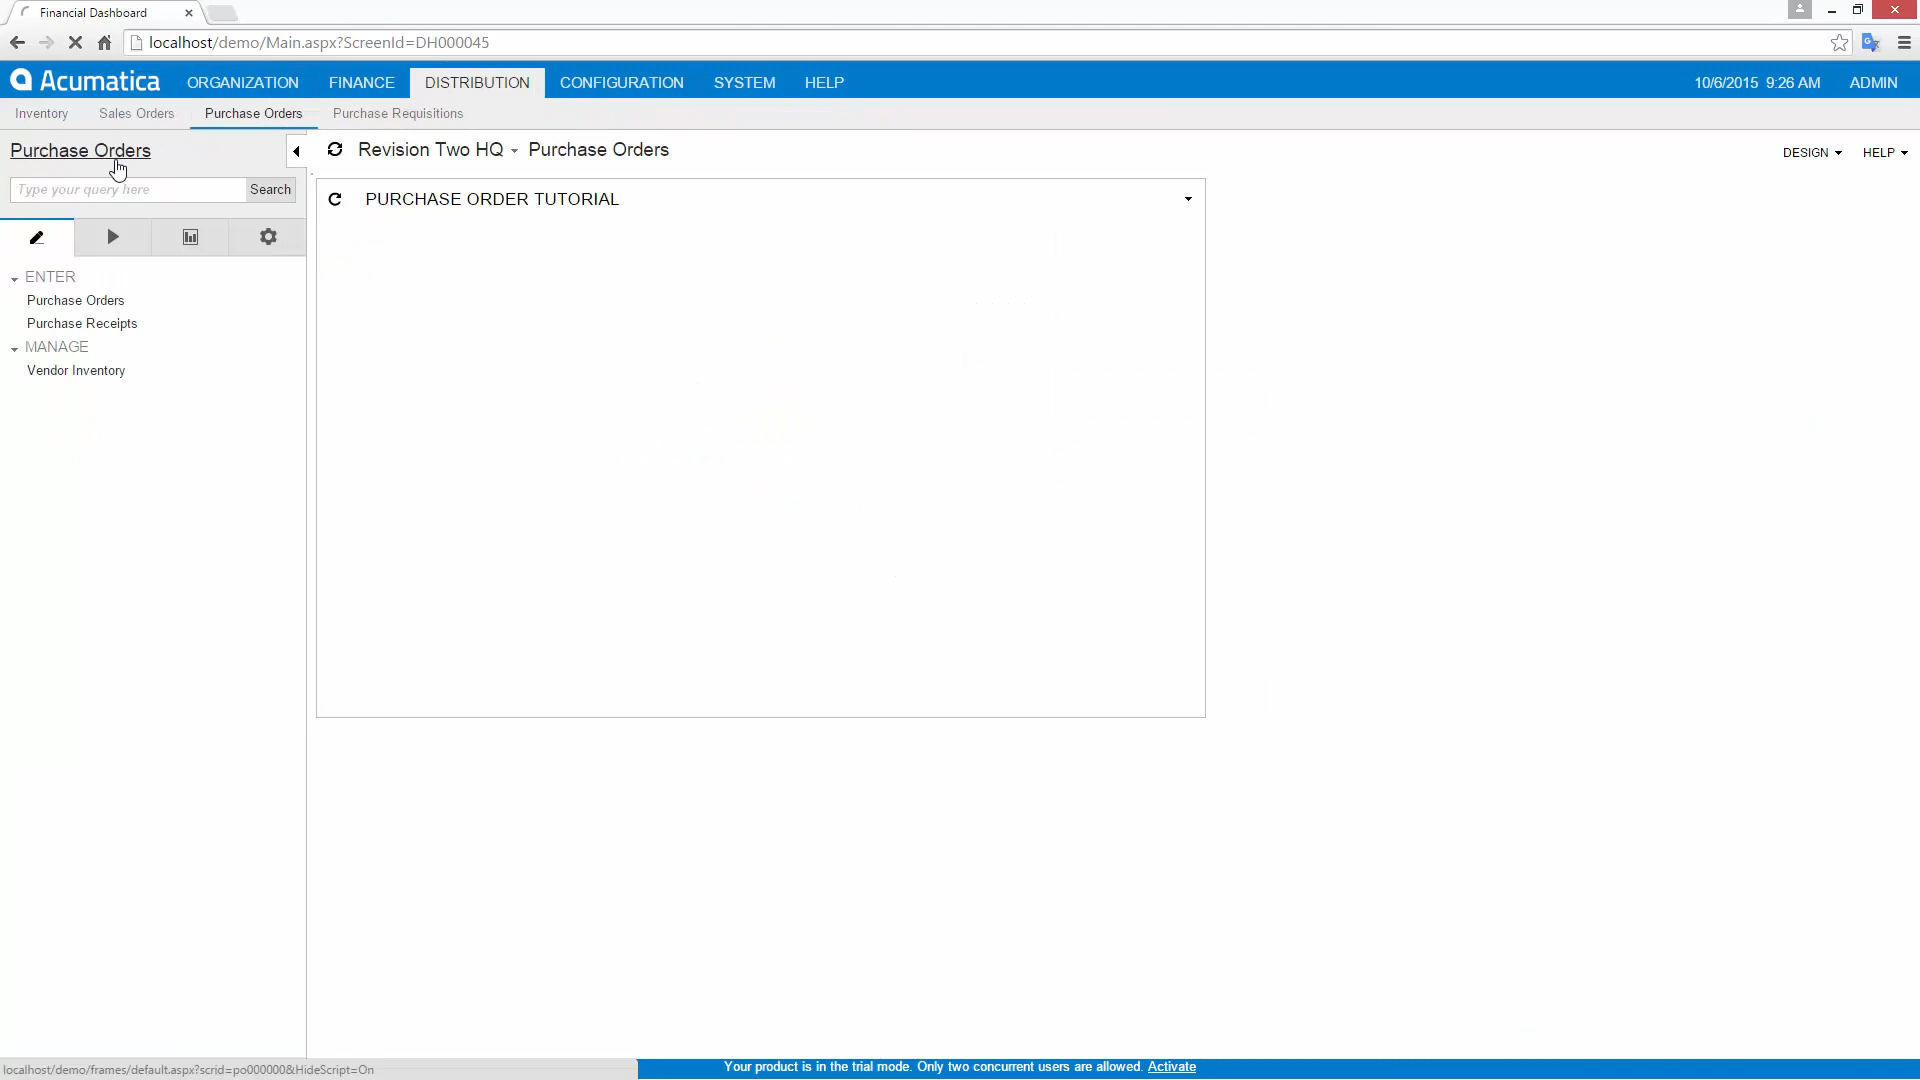 Financial Dashboard
localhost/demo/Main.aspx?ScreenId=DH000045
Acumatica ORGANIZATION FINANCE DISTRIBUTION CONFIGURATION SYSTEM HELP 10/6/2015 9:26 AM ADMIN
Inventory Sales Orders Purchase Orders Purchase Requisitions
Purchase Orders Revision Two HQ Purchase Orders DESIGN HELP
Type your query here Search
PURCHASE ORDER TUTORIAL
ENTER
Purchase Orders
Purchase Receipts
MANAGE
Vendor Inventory
localhost/demo/frames/default.aspx?scrid=po000000&HideScript=On
Your product is in the trial mode. Only two concurrent users are allowed. Activate